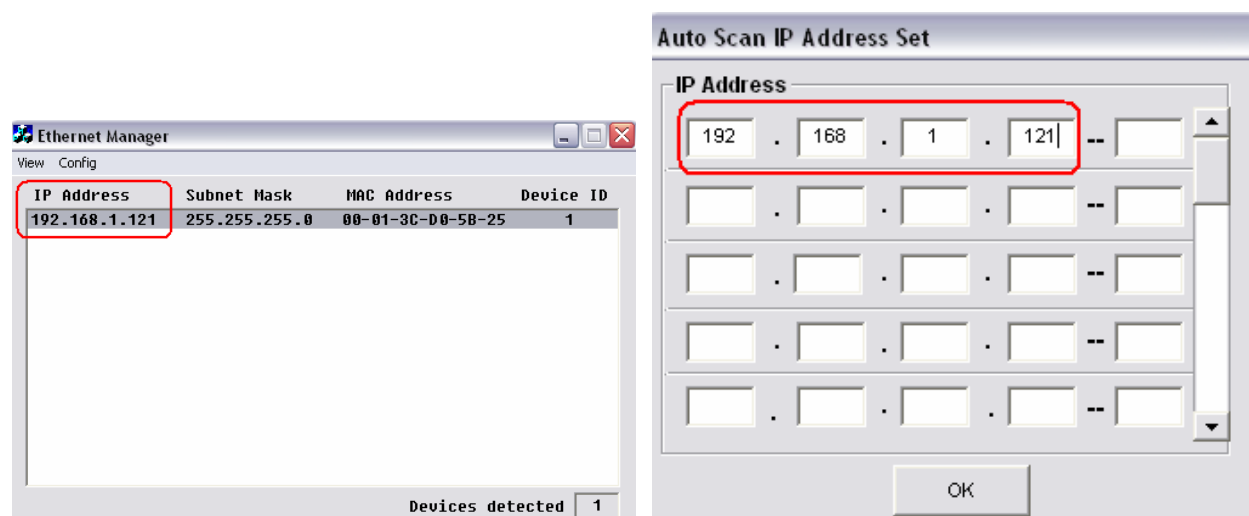 Ethernet Manager
View Config
IP Address Subnet Mask MAC Address Device ID
192.168.1.121 255.255.255.0 00-01-3C-D0-5B-25 1
Devices detected 1
Auto Scan IP Address Set
IP Address
192 . 168 . 1 . 121 --
. . . --
. . . --
. . . --
. . . --
OK